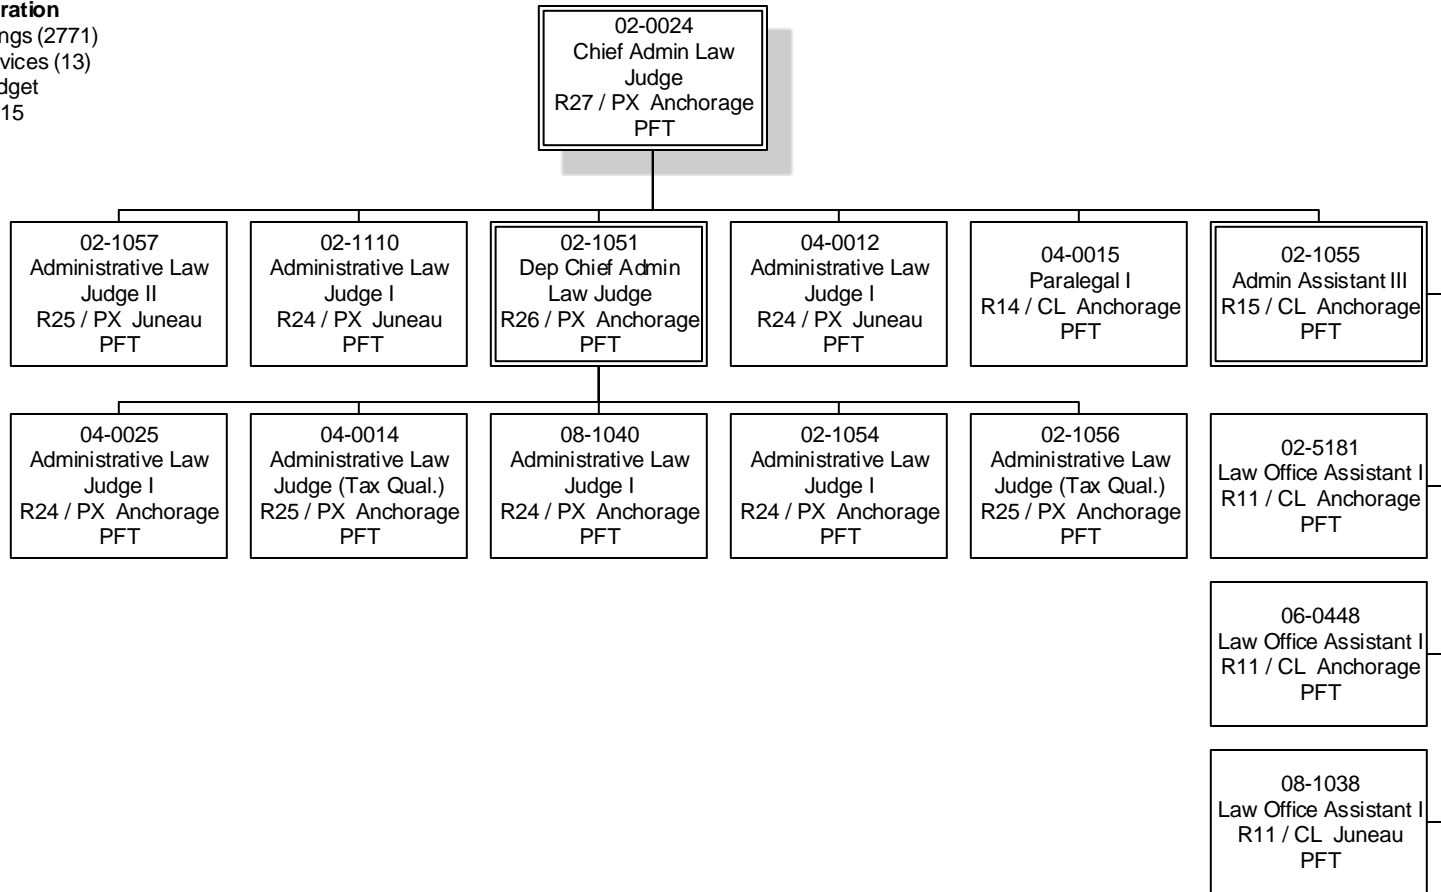 ration
ngs (2771)
vices (13)
dget
15
02-0024
Chief Admin Law
Judge
R27 / PX Anchorage
PFT
02-1057
Administrative Law
Judge II
R25 / PX Juneau
PFT
02-1110
Administrative Law
Judge I
R24 / PX Juneau
PFT
02-1051
Dep Chief Admin
Law Judge
R26 / PX Anchorage
PFT
04-0012
Administrative Law
Judge I
R24 / PX Juneau
PFT
04-0015
Paralegal I
R14 / CL Anchorage
PFT
02-1055
Admin Assistant III
R15 / CL Anchorage
PFT
04-0025
Administrative Law
Judge I
R24 / PX Anchorage
PFT
04-0014
Administrative Law
Judge (Tax Qual.)
R25 / PX Anchorage
PFT
08-1040
Administrative Law
Judge I
R24 / PX Anchorage
PFT
02-1054
Administrative Law
Judge I
R24 / PX Anchorage
PFT
02-1056
Administrative Law
Judge (Tax Qual.)
R25 / PX Anchorage
PFT
02-5181
Law Office Assistant I
R11 / CL Anchorage
PFT
06-0448
Law Office Assistant I
R11 / CL Anchorage
PFT
08-1038
Law Office Assistant I
R11 / CL Juneau
PFT